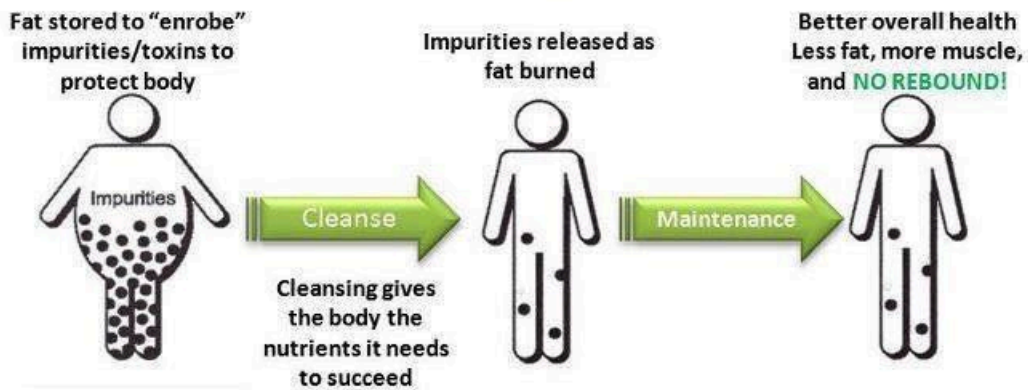 Fat stored to “enrobe”
impurities/toxins to
protect body
Impurities
Cleanse
Cleansing gives
the body the
nutrients it needs
to succeed
Impurities released as
fat burned
Maintenance
Better overall health
Less fat, more muscle,
and NO REBOUND!